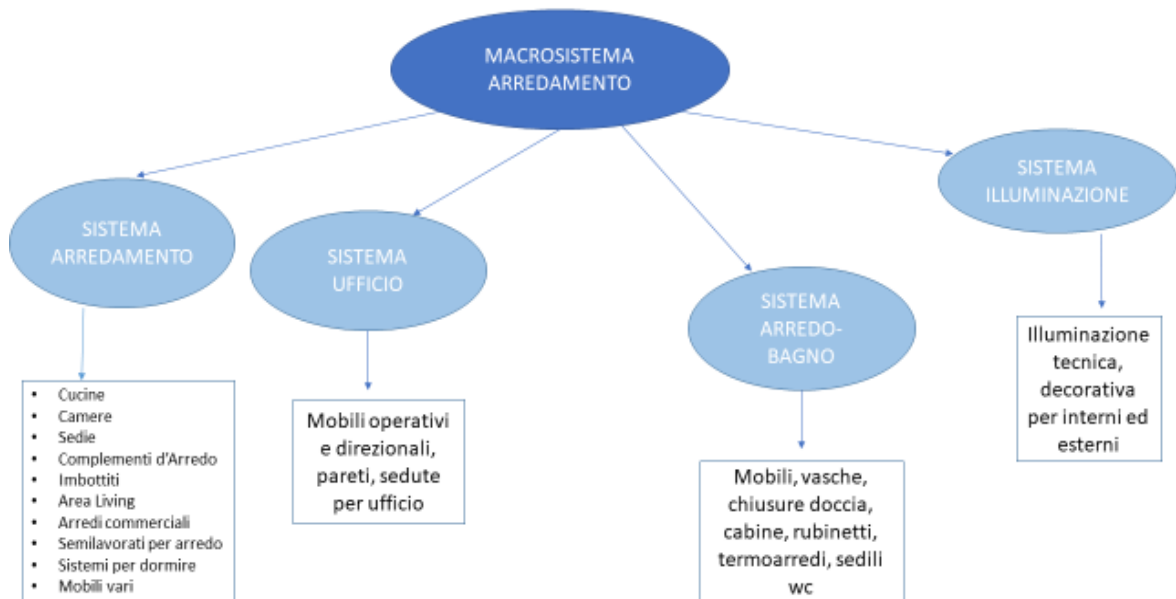 MACROSISTEMA
ARREDAMENTO
SISTEMA
ARREDAMENTO
• Cucine
• Camere
• Sedie
• Complementi d'Arredo
• Imbottiti
• Area Living
• Arredi commerciali
• Semilavorati per arredo
• Sistemi per dormire
• Mobili vari
SISTEMA
UFFICIO
Mobili operativi
e direzionali,
pareti, sedute
per ufficio
SISTEMA
ARREDO-
BAGNO
Mobili, vasche,
chiusure doccia,
cabine, rubinetti,
termoarredi, sedili
wc
SISTEMA
ILLUMINAZIONE
Illuminazione
tecnica,
decorativa
per interni ed
esterni